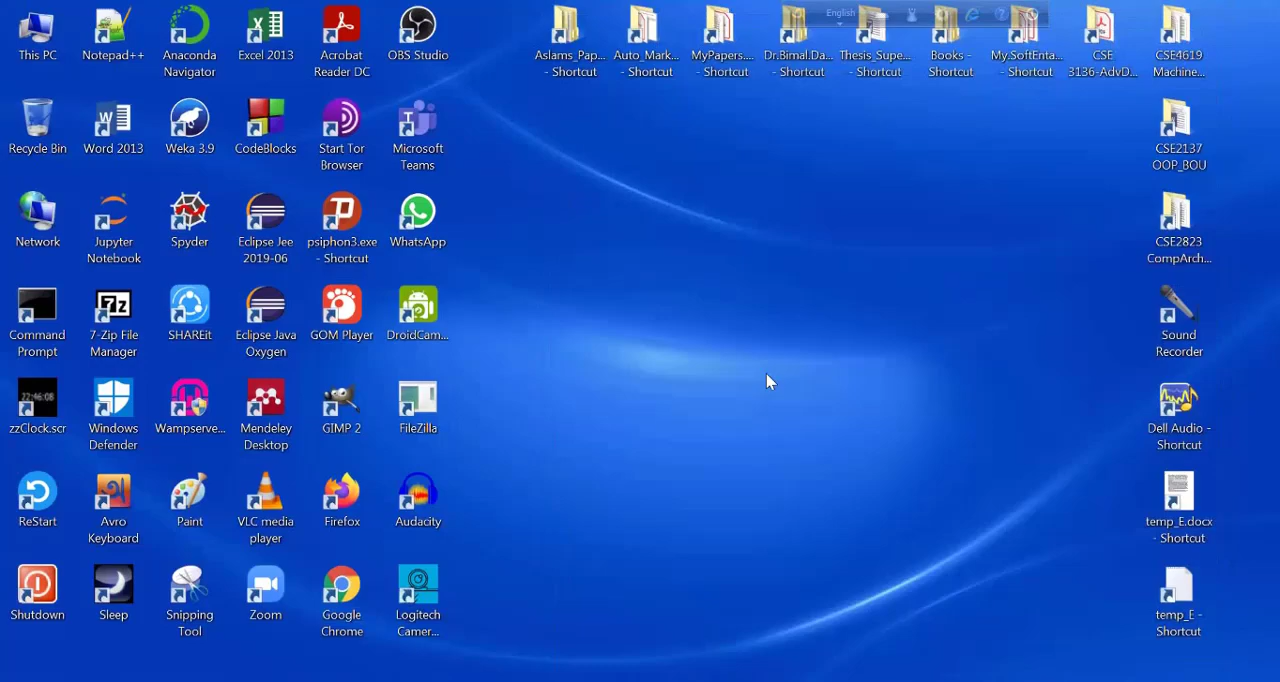 This PC
Notepad++
Anaconda
Navigator
Excel 2013
Acrobat
Reader DC
OBS Studio
Aslams_Pap...
- Shortcut
Auto_Mark...
- Shortcut
MyPapers....
- Shortcut
Dr.Bimal.Da...
- Shortcut
English
Thesis_Supe...
- Shortcut
Books -
Shortcut
My.SoftEnta...
- Shortcut
CSE
3136-AdvD...
CSE4619
Machine...
Recycle Bin
Word 2013
Weka 3.9
CodeBlocks
Start Tor
Browser
Microsoft
Teams
CSE2137
OOP_BOU
Network
Jupyter
Notebook
Spyder
Eclipse Jee
2019-06
psiphon3.exe
- Shortcut
WhatsApp
CSE2823
CompArch...
Command
Prompt
7-Zip File
Manager
SHAREit
Eclipse Java
Oxygen
GOM Player
DroidCam...
Sound
Recorder
22:46:08
zzClock.scr
Windows
Defender
Wampserve...
Mendeley
Desktop
GIMP 2
FileZilla
Dell Audio -
Shortcut
ReStart
অ
Avro
Keyboard
Paint
VLC media
player
Firefox
Audacity
temp_E.docx
- Shortcut
Shutdown
Sleep
Snipping
Tool
Zoom
Google
Chrome
Logitech
Camer...
temp_E -
Shortcut